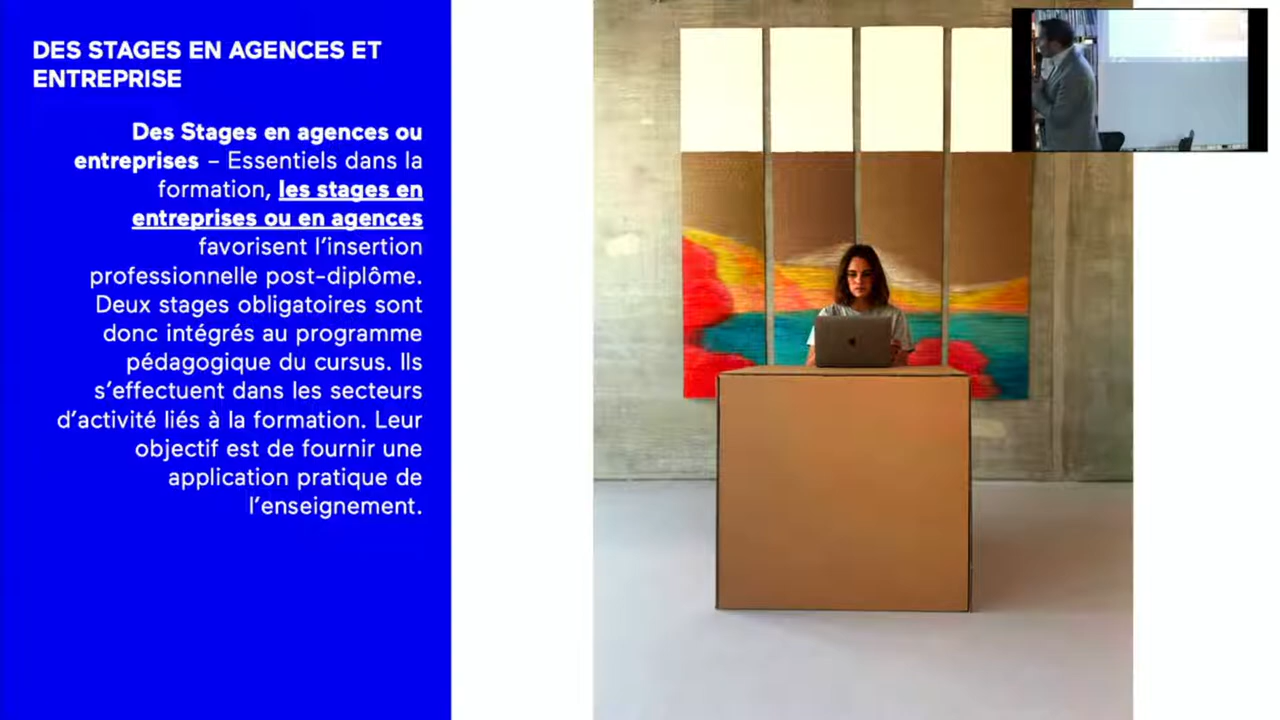 DES STAGES EN AGENCES ET
ENTREPRISE
Des Stages en agences ou
entreprises – Essentiels dans la
formation, les stages en
entreprises ou en agences
favorisent l’insertion
professionnelle post-diplôme.
Deux stages obligatoires sont
donc intégrés au programme
pédagogique du cursus. Ils
s’effectuent dans les secteurs
d’activité liés à la formation. Leur
objectif est de fournir une
application pratique de
l’enseignement.